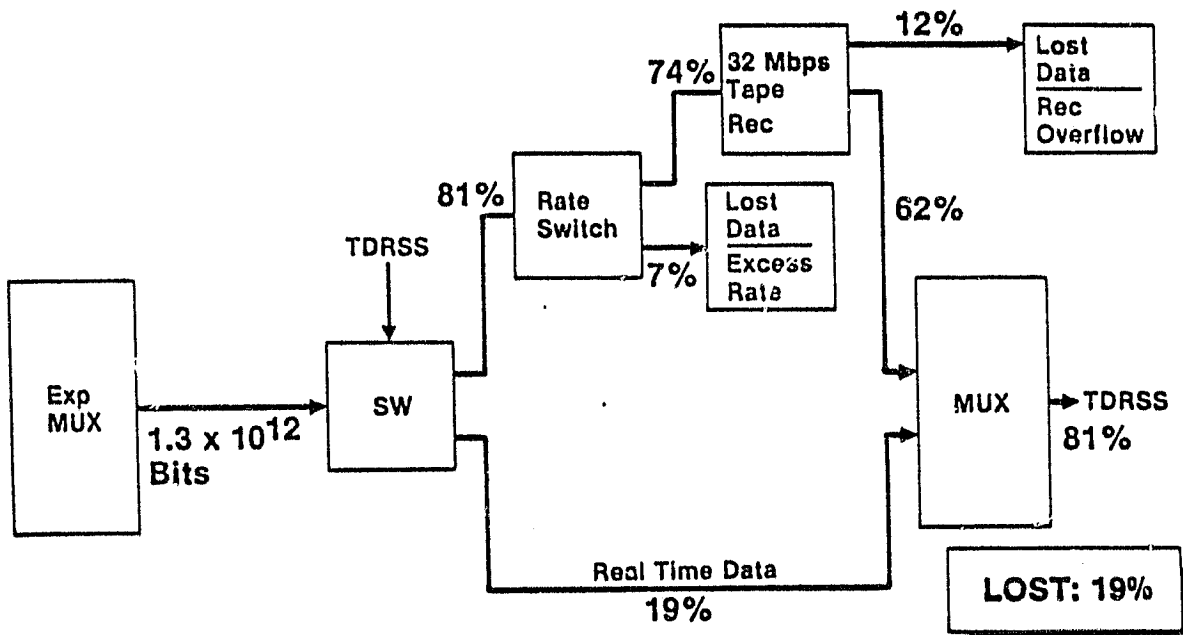 12%
Lost
Data
Rec
Overflow
32 Mbps
Tape
Rec
74%
81%
Rate
Switch
Lost
Data
Excess
Rate
7%
62%
TDRSS
Exp
MUX
1.3 x 10^12
Bits
SW
MUX
TDRSS
81%
Real Time Data
19%
LOST: 19%